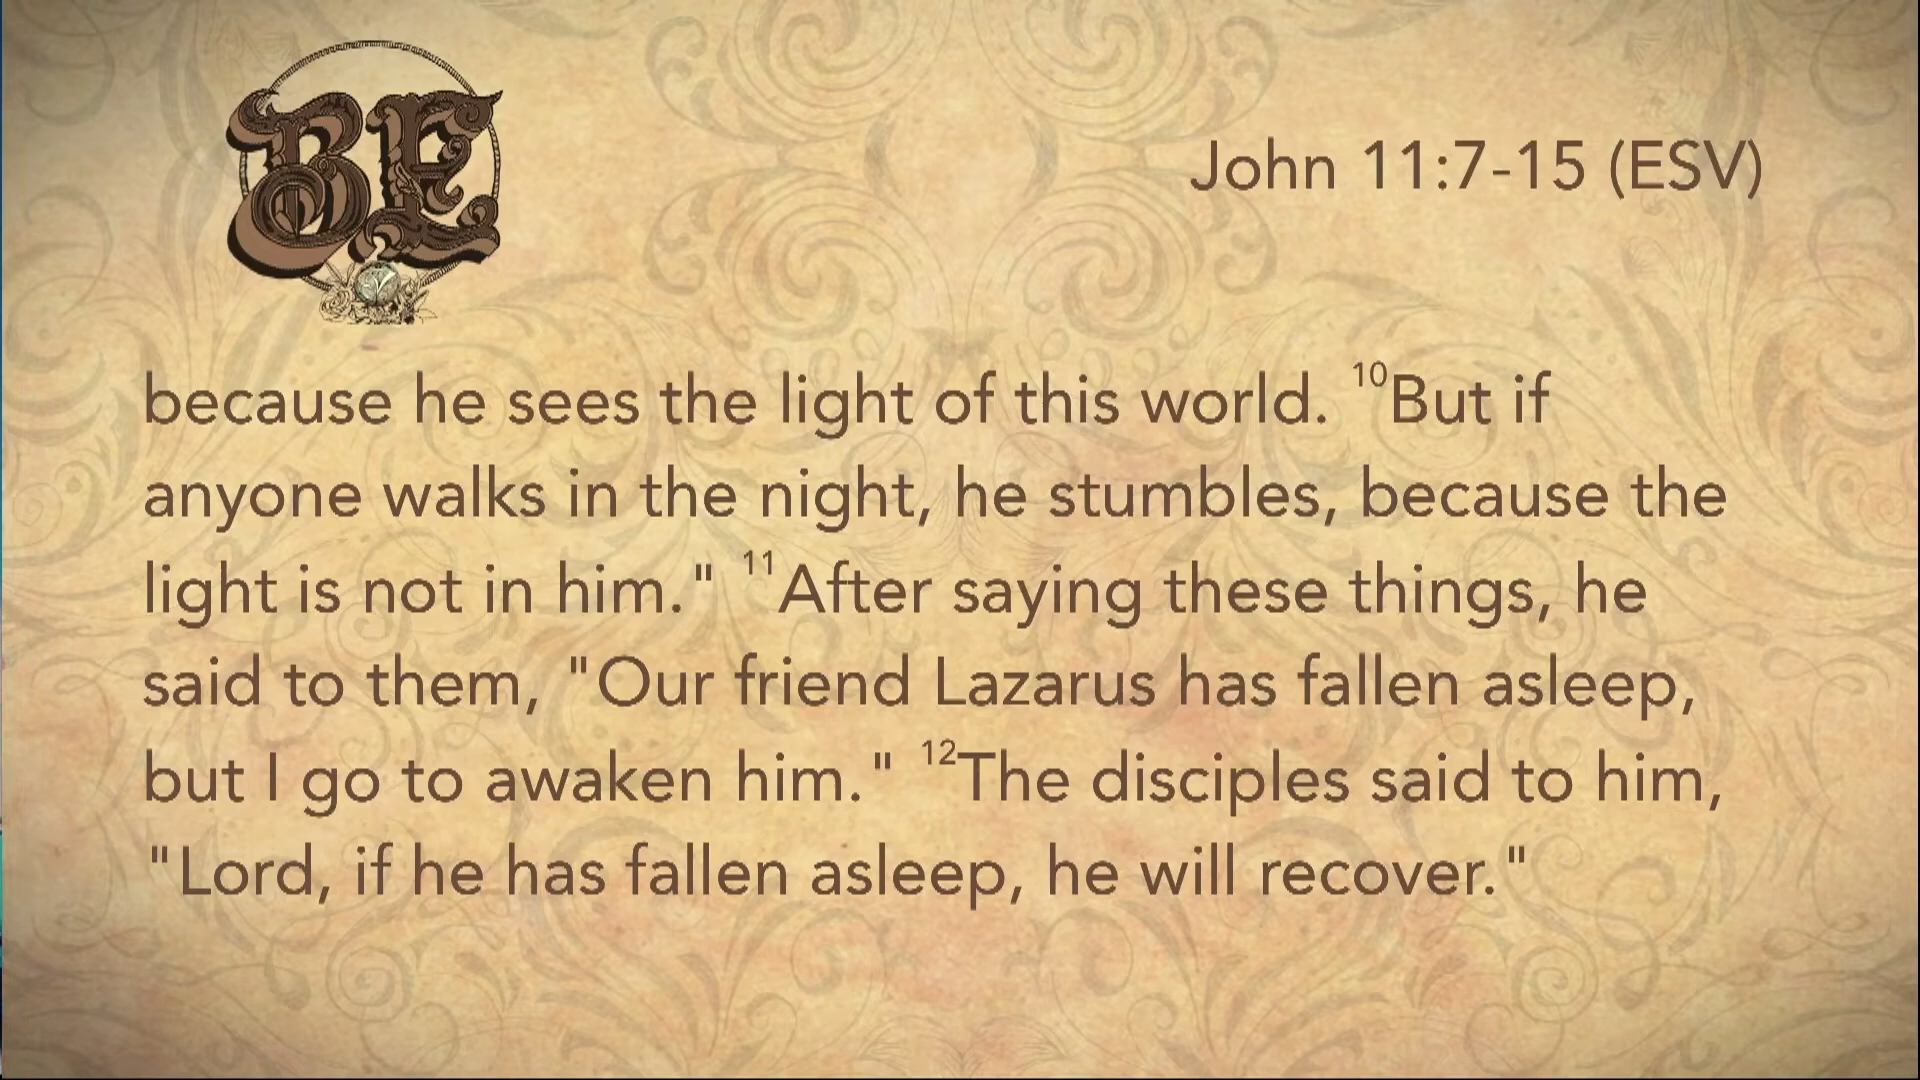 BE
John 11:7-15 (ESV)
because he sees the light of this world. 10But if
anyone walks in the night, he stumbles, because the
light is not in him." 11After saying these things, he
said to them, "Our friend Lazarus has fallen asleep,
but I go to awaken him." 12The disciples said to him,
"Lord, if he has fallen asleep, he will recover."